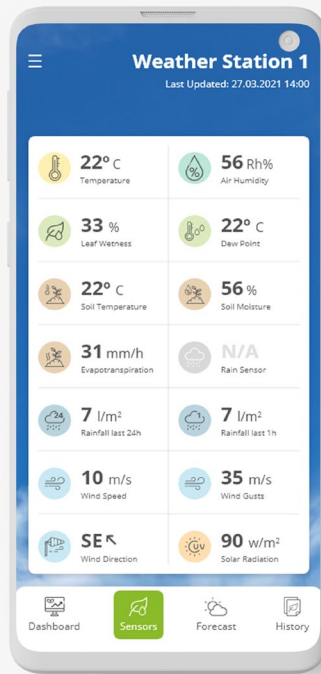 Weather Station 1
Last Updated: 27.03.2021 14:00
22° C
Temperature
56 Rh%
Air Humidity
33 %
Leaf Wetness
22° C
Dew Point
22° C
Soil Temperature
56 %
Soil Moisture
31 mm/h
Evapotranspiration
N/A
Rain Sensor
24
7 l/m²
Rainfall last 24h
1
7 l/m²
Rainfall last 1h
10 m/s
Wind Speed
35 m/s
Wind Gusts
SE
Wind Direction
UV
90 w/m²
Solar Radiation
Dashboard
Sensors
Forecast
History